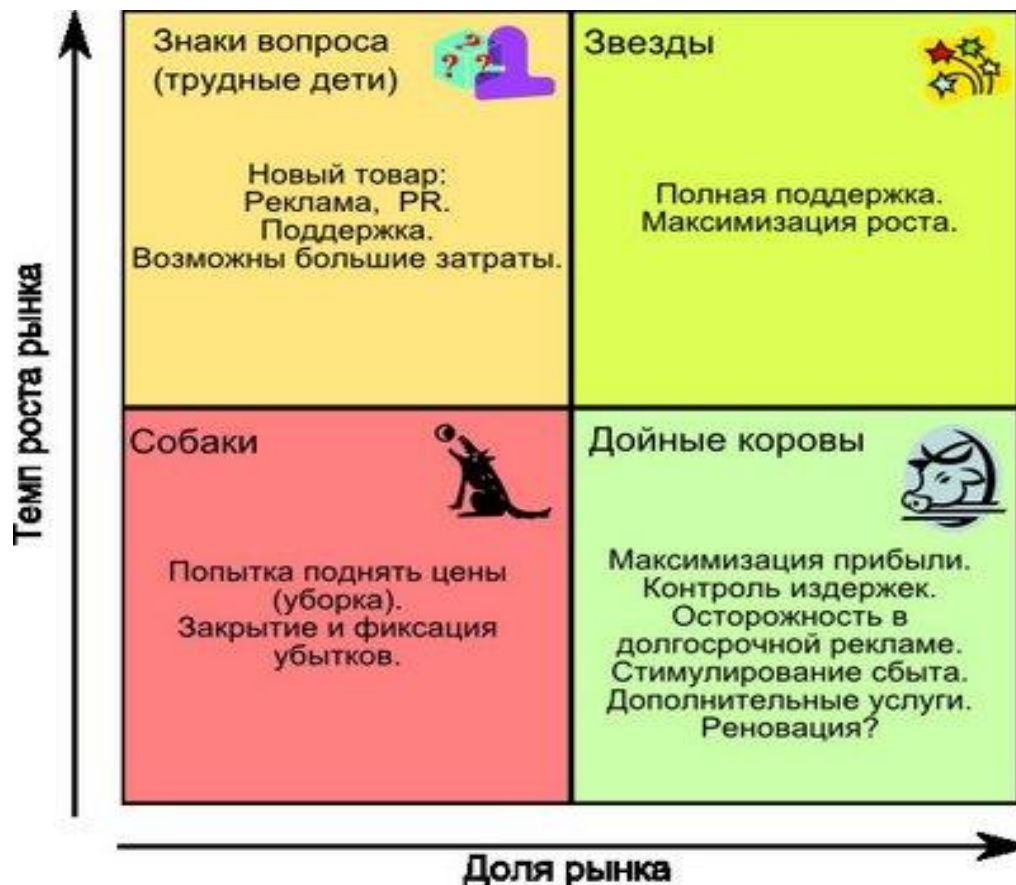 Знаки вопроса
(трудные дети)
? ? ?
Новый товар:
Реклама, PR.
Поддержка.
Возможны большие затраты.
Звезды
Полная поддержка.
Максимизация роста.
Собаки
Попытка поднять цены
(уборка).
Закрытие и фиксация
убытков.
Дойные коровы
Максимизация прибыли.
Контроль издержек.
Осторожность в
долгосрочной рекламе.
Стимулирование сбыта.
Дополнительные услуги.
Реновация?
Темп роста рынка
Доля рынка